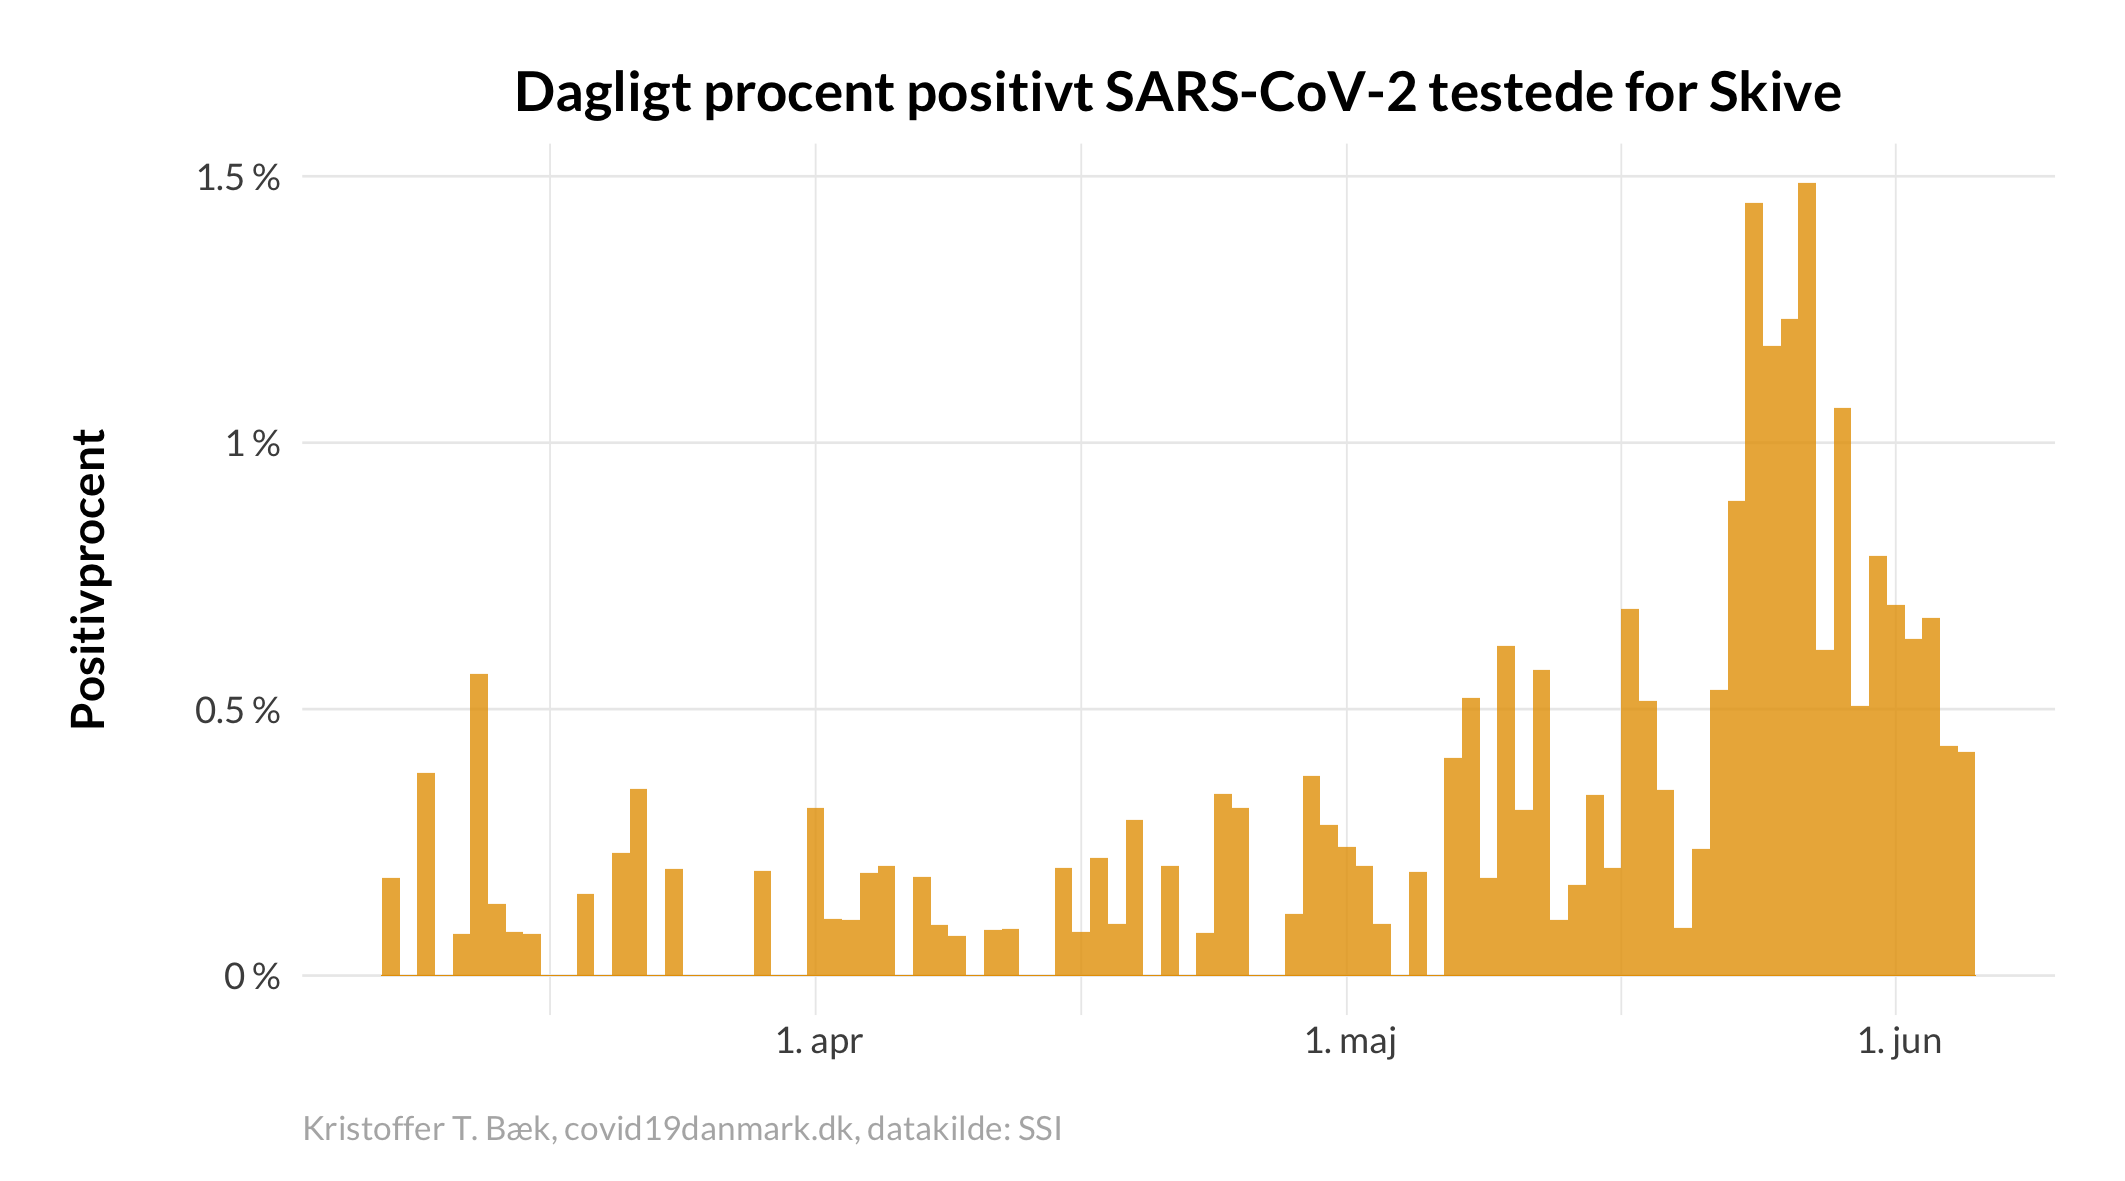 Dagligt procent positivt SARS-CoV-2 testede for Skive
1.5 %
1 %
0.5 %
0 %
Positivprocent
1. apr
1. maj
1. jun
Kristoffer T. Bæk, covid19danmark.dk, datakilde: SSI